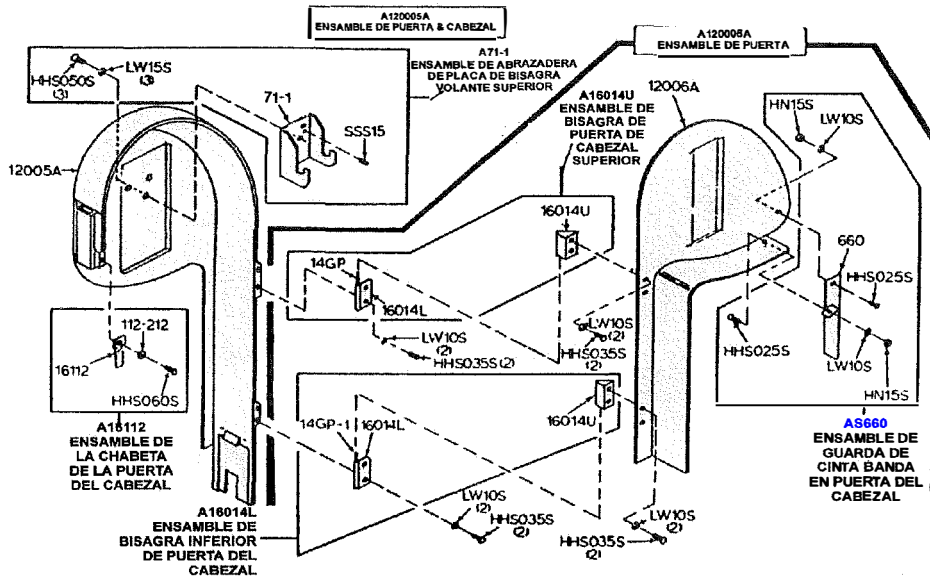 A120005A
ENSAMBLE DE PUERTA & CABEZAL
A120006A
ENSAMBLE DE PUERTA
HHS050S
(3)
LW15S
(3)
A71-1
ENSAMBLE DE ABRAZADERA
DE PLACA DE BISAGRA
VOLANTE SUPERIOR
71-1
SSS15
12005A
A16014U
ENSAMBLE DE
BISAGRA DE
PUERTA DE
CABEZAL
SUPERIOR
12006A
HN15S
LW10S
16014U
14GP
16014L
LW10S
(2)
HHS035S (2)
LW10S
(2)
HHS035S
(2)
660
HHS025S
HHS025S
LW10S
HN15S
112-212
16112
HHS060S
A16112
ENSAMBLE DE
LA CHABETA
DE LA PUERTA
DEL CABEZAL
AS660
ENSAMBLE DE
GUARDA DE
CINTA BANDA
EN PUERTA DEL
CABEZAL
14GP-1
16014L
16014U
LW10S
(2)
HHS035S
(2)
LW10S
(2)
HHS035S
(2)
A16014L
ENSAMBLE DE
BISAGRA INFERIOR
DE PUERTA DEL
CABEZAL